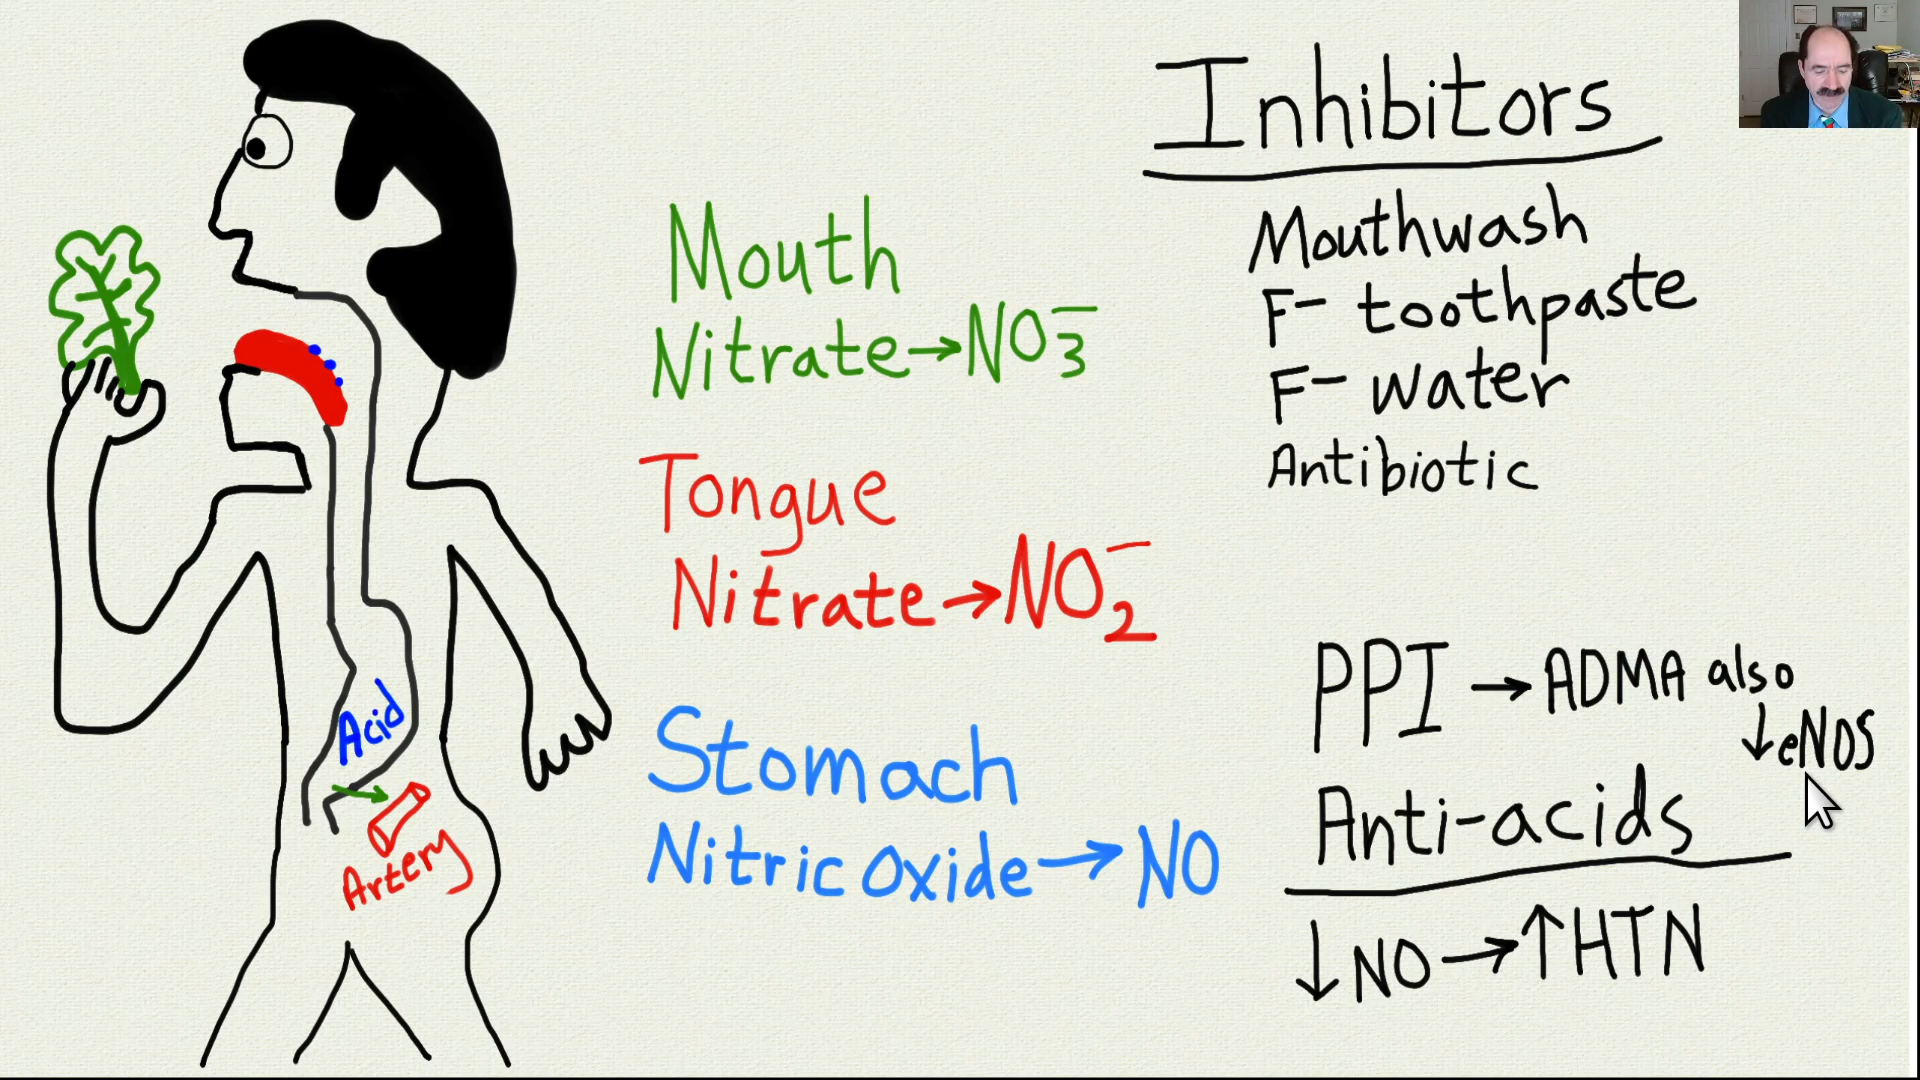 Mouth
Nitrate→NO3−
Tongue
Nitrate→NO2−
Stomach
Nitric Oxide→NO
Acid
Artery
Inhibitors
Mouthwash
F− toothpaste
F− water
Antibiotic
PPI → ADMA also
↓eNOS
Anti-acids
↓NO→↑HTN